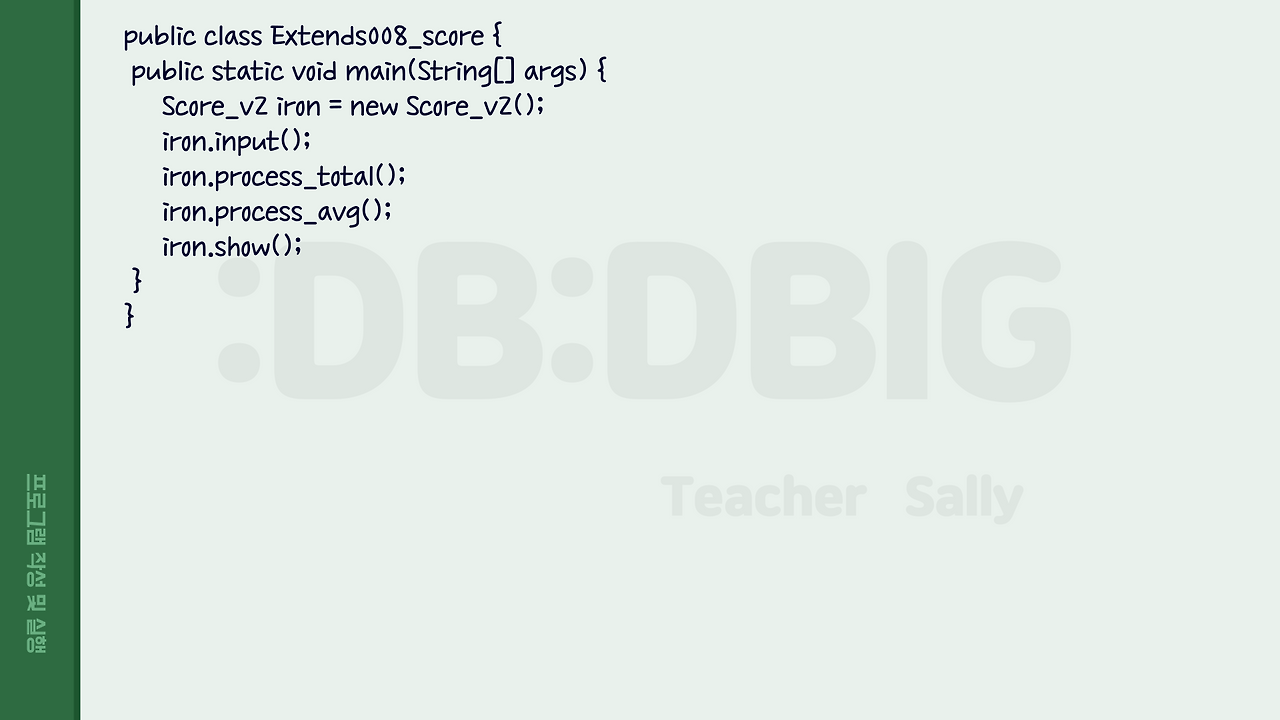 public class Extends008_score {
public static void main(String[] args) {
Score_v2 iron = new Score_v2();
iron.input();
iron.process_total();
iron.process_avg();
iron.show();
}
}
:DB:DBIG
Teacher Sally
프로그램 작성 및 실행